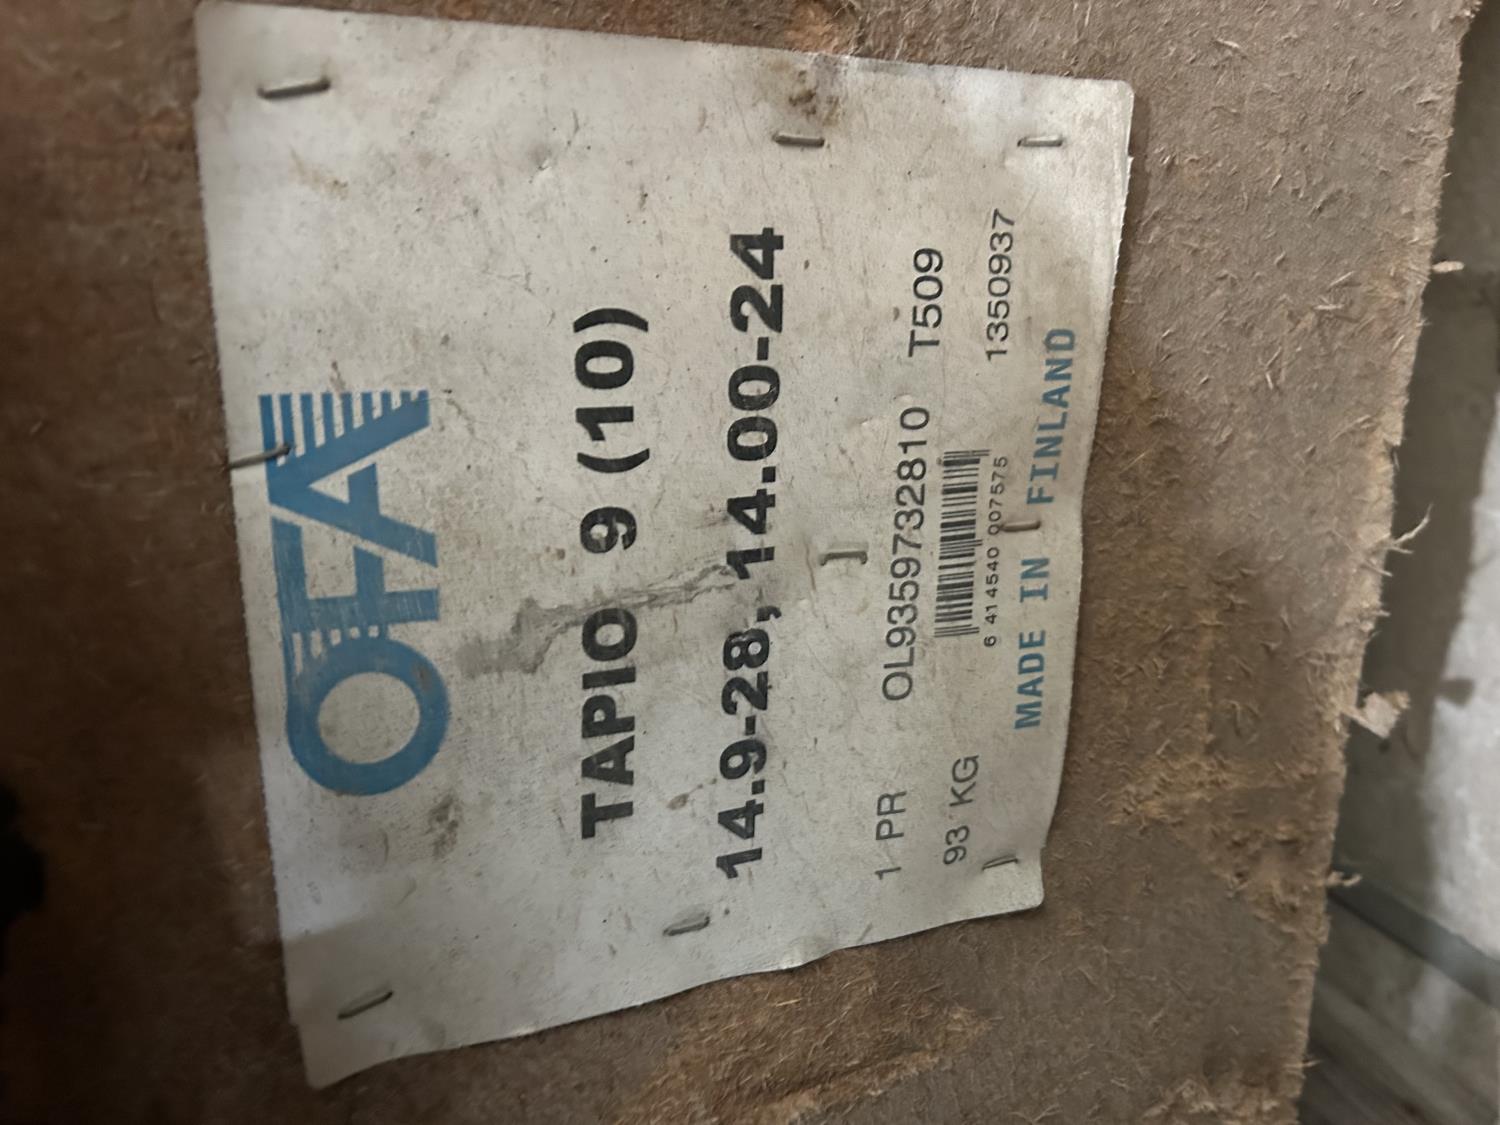 OFA
TAPIO 9 (10)
14.9-28, 14.00-24
1 PR OL9359732810 T509
93 KG 1350937
6 414540 007575
MADE IN FINLAND